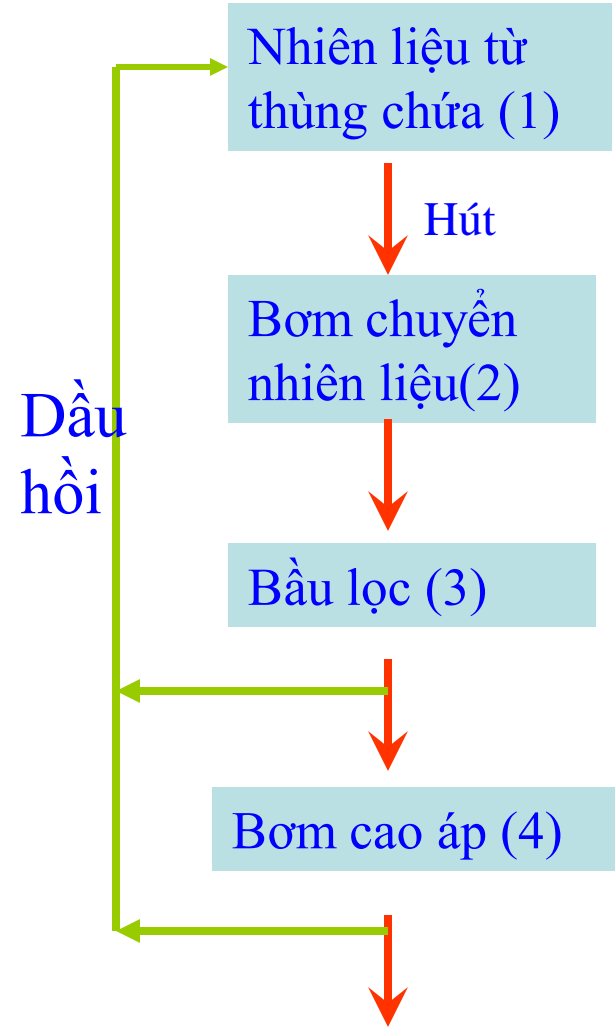 Nhiên liệu từ
thùng chứa (1)
Hút
Bơm chuyển
nhiên liệu(2)
Dầu
hồi
Bầu lọc (3)
Bơm cao áp (4)